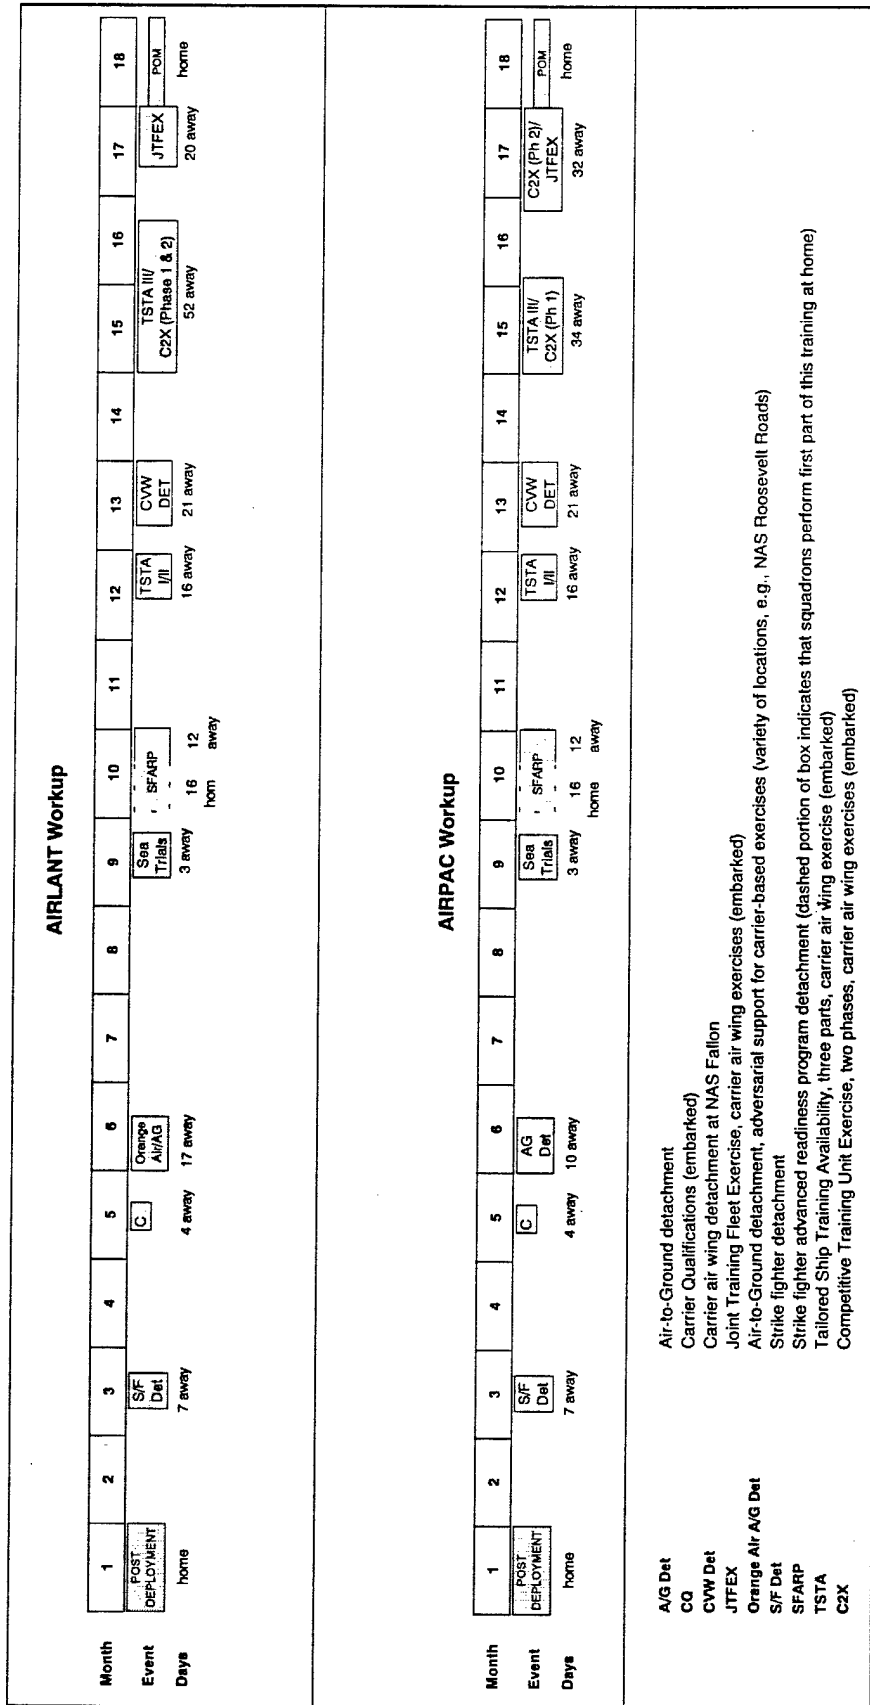 AIRLANT Workup
Month 1 2 3 4 5 6 7 8 9 10 11 12 13 14 15 16 17 18
Event POST DEPLOYMENT S/F Det C Orange Air/AG Sea Trials SFARP TSTA I/II CVW DET TSTA III/ C2X (Phase 1 & 2) JTFEX POM
Days home 7 away 4 away 17 away 3 away 16 hom 12 away 16 away 21 away 52 away 20 away home
AIRPAC Workup
Month 1 2 3 4 5 6 7 8 9 10 11 12 13 14 15 16 17 18
Event POST DEPLOYMENT S/F Det C AG Det Sea Trials SFARP TSTA I/II CVW DET TSTA III/ C2X (Ph 1) C2X (Ph 2)/ JTFEX POM
Days home 7 away 4 away 10 away 3 away 16 home 12 away 16 away 21 away 34 away 32 away home
A/G Det Air-to-Ground detachment
CQ Carrier Qualifications (embarked)
CVW Det Carrier air wing detachment at NAS Fallon
JTFEX Joint Training Fleet Exercise, carrier air wing exercises (embarked)
Orange Air A/G Det Air-to-Ground detachment, adversarial support for carrier-based exercises (variety of locations, e.g., NAS Roosevelt Roads)
S/F Det Strike fighter detachment
SFARP Strike fighter advanced readiness program detachment (dashed portion of box indicates that squadrons perform first part of this training at home)
TSTA Tailored Ship Training Availability, three parts, carrier air wing exercise (embarked)
C2X Competitive Training Unit Exercise, two phases, carrier air wing exercises (embarked)